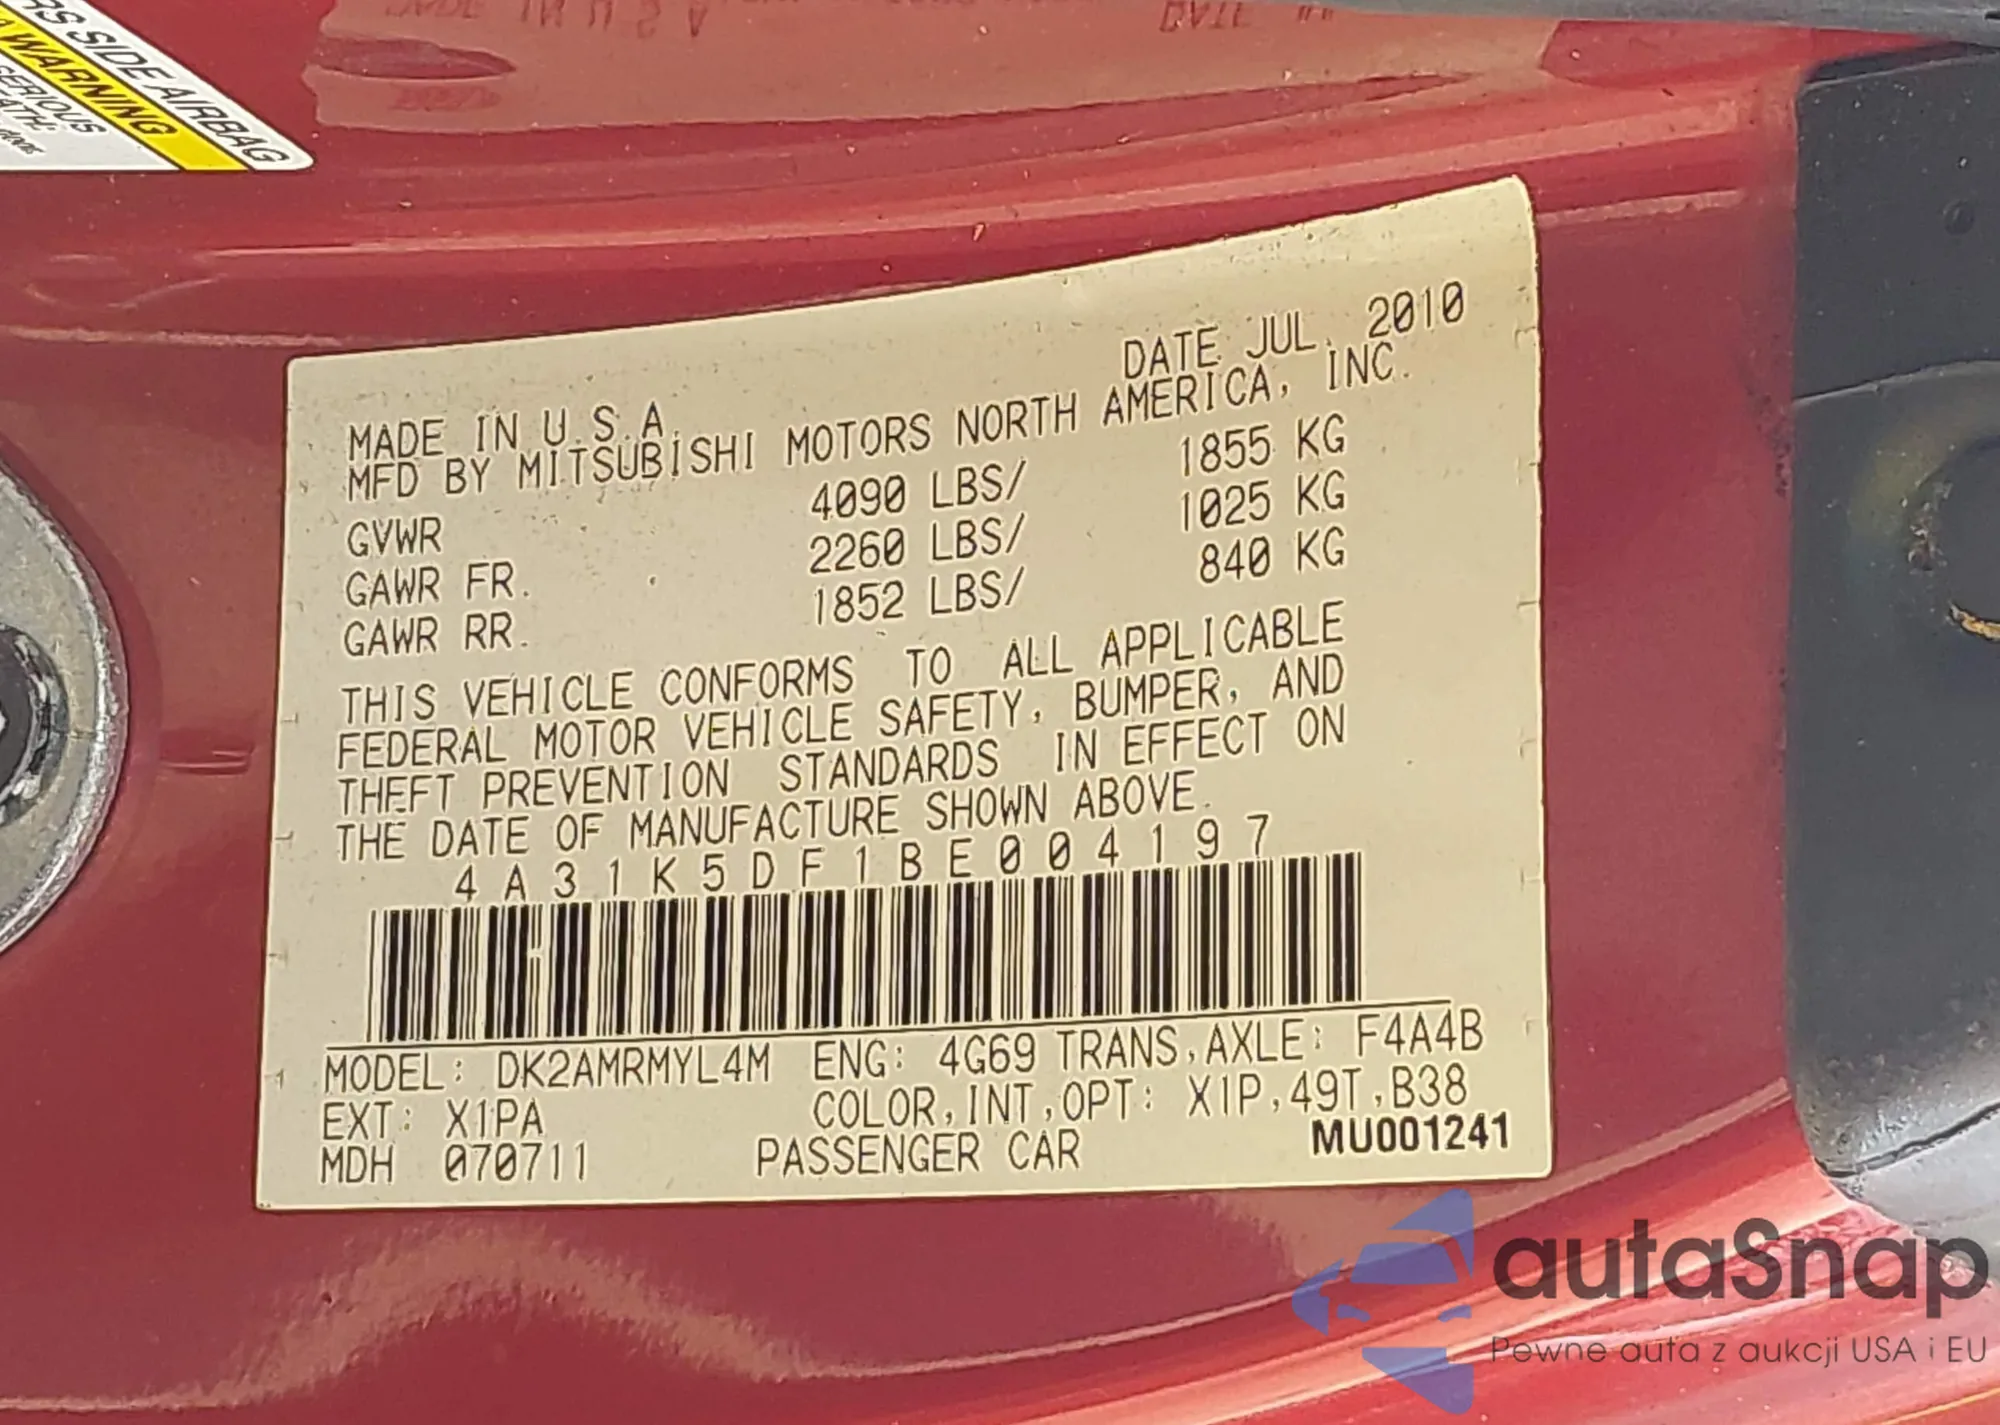 AS SIDE AIRBAG
WARNING
SERIOUS
DATE JUL. 2010
MADE IN U.S.A.
MFD BY MITSUBISHI MOTORS NORTH AMERICA, INC.
GVWR 4090 LBS/ 1855 KG
GAWR FR. 2260 LBS/ 1025 KG
GAWR RR. 1852 LBS/ 840 KG
THIS VEHICLE CONFORMS TO ALL APPLICABLE
FEDERAL MOTOR VEHICLE SAFETY, BUMPER, AND
THEFT PREVENTION STANDARDS IN EFFECT ON
THE DATE OF MANUFACTURE SHOWN ABOVE.
4A31K5DF1BE004197
MODEL: DK2AMRMYL4M ENG: 4G69 TRANS,AXLE: F4A4B
EXT: X1PA COLOR,INT,OPT: X1P,49T,B38
MDH 070711 PASSENGER CAR MU001241
autaSnap
Pewne auta z aukcji USA i EU